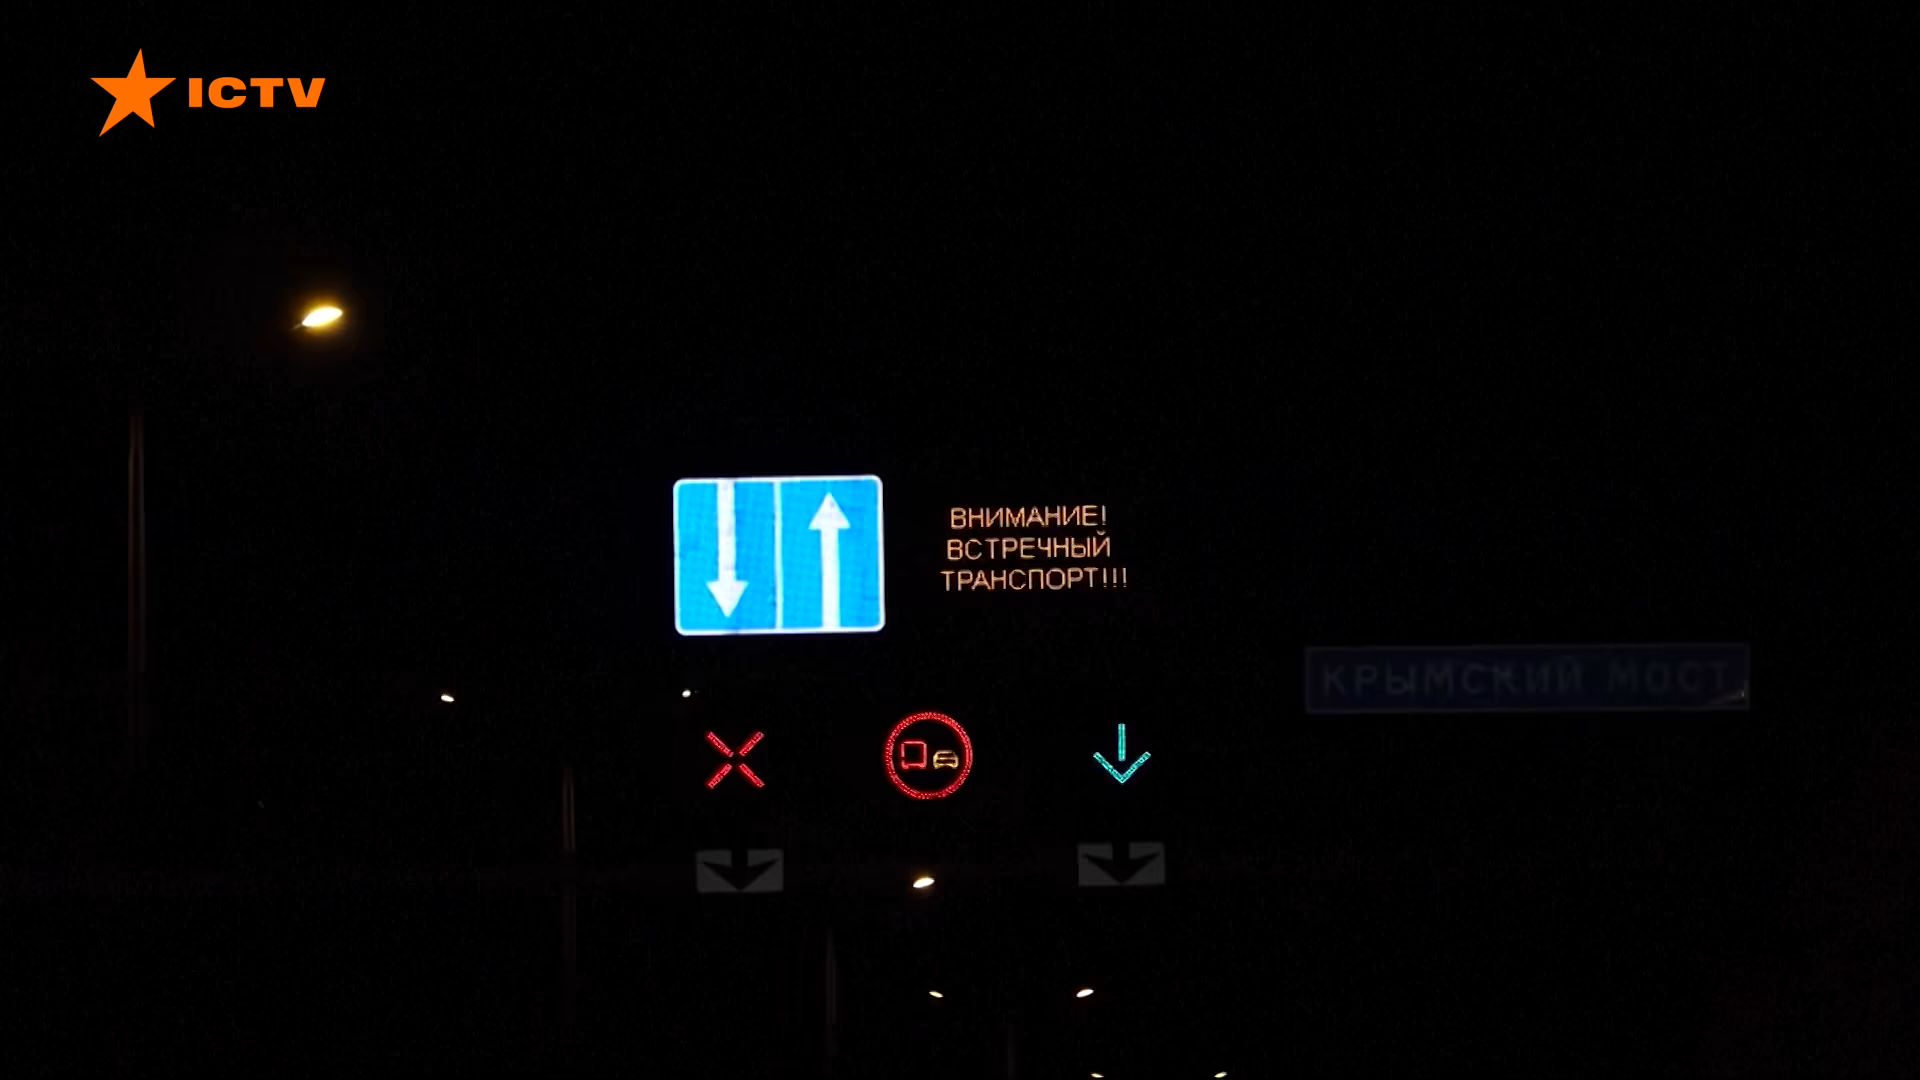 ICTV
ВНИМАНИЕ!
ВСТРЕЧНЫЙ
ТРАНСПОРТ!!!
КРЫМСКИЙ МОСТ